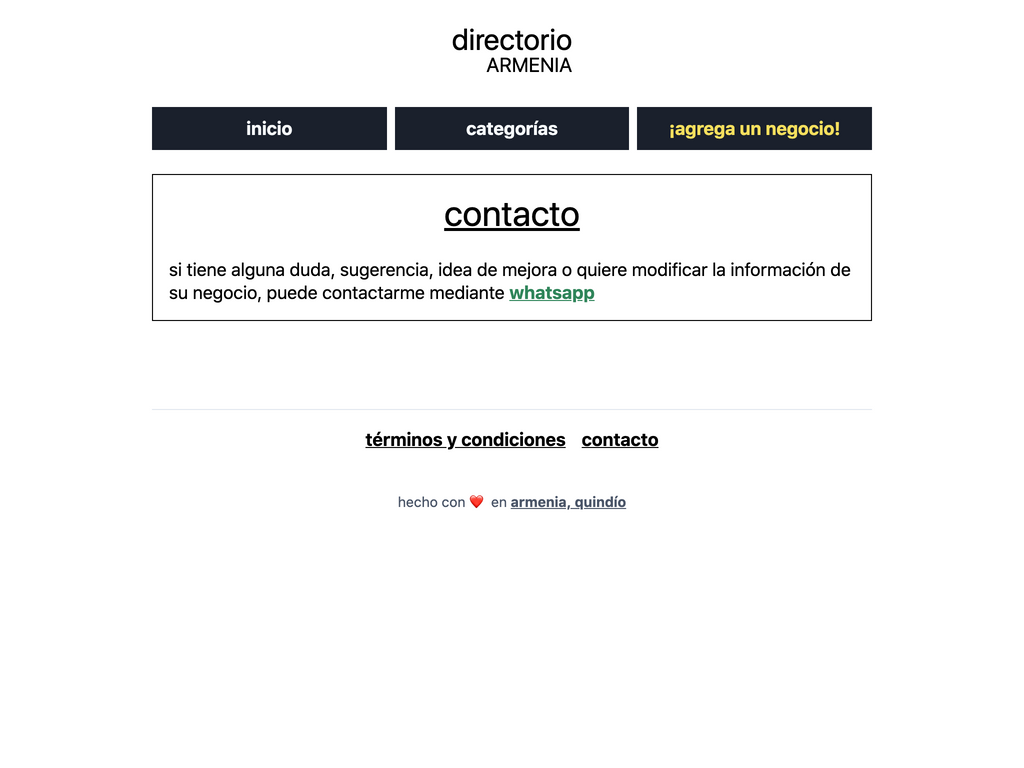 directorio
ARMENIA
inicio
categorías
¡agrega un negocio!
contacto
si tiene alguna duda, sugerencia, idea de mejora o quiere modificar la información de
su negocio, puede contactarme mediante whatsapp
términos y condiciones contacto
hecho con ❤️ en armenia, quindío